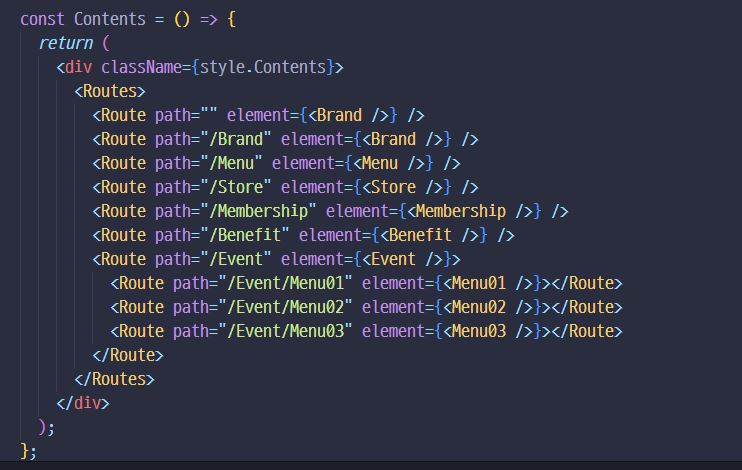 const Contents = () => {
return (
<div className={style.Contents}>
<Routes>
<Route path="" element={<Brand />} />
<Route path="/Brand" element={<Brand />} />
<Route path="/Menu" element={<Menu />} />
<Route path="/Store" element={<Store />} />
<Route path="/Membership" element={<Membership />} />
<Route path="/Benefit" element={<Benefit />} />
<Route path="/Event" element={<Event />}>
<Route path="/Event/Menu01" element={<Menu01 />}></Route>
<Route path="/Event/Menu02" element={<Menu02 />}></Route>
<Route path="/Event/Menu03" element={<Menu03 />}></Route>
</Route>
</Routes>
</div>
);
};